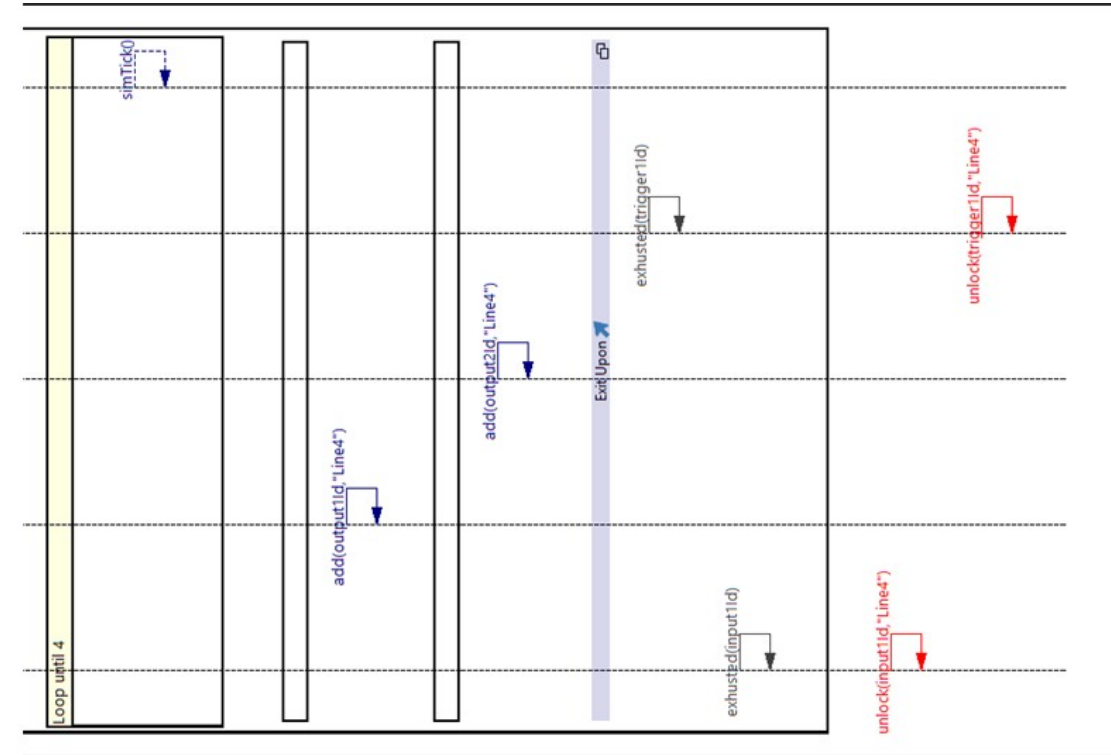 Loop until 4
simTick()
add(output1Id,"Line4")
add(output2Id,"Line4")
Exit Upon
exhusted(trigger1Id)
exhusted(input1Id)
unlock(input1Id,"Line4")
unlock(trigger1Id,"Line4")